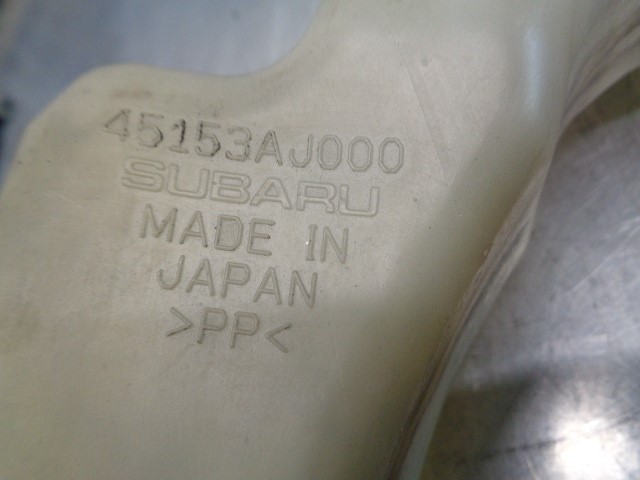 45153AJ000
SUBARU
MADE IN
JAPAN
>PP<